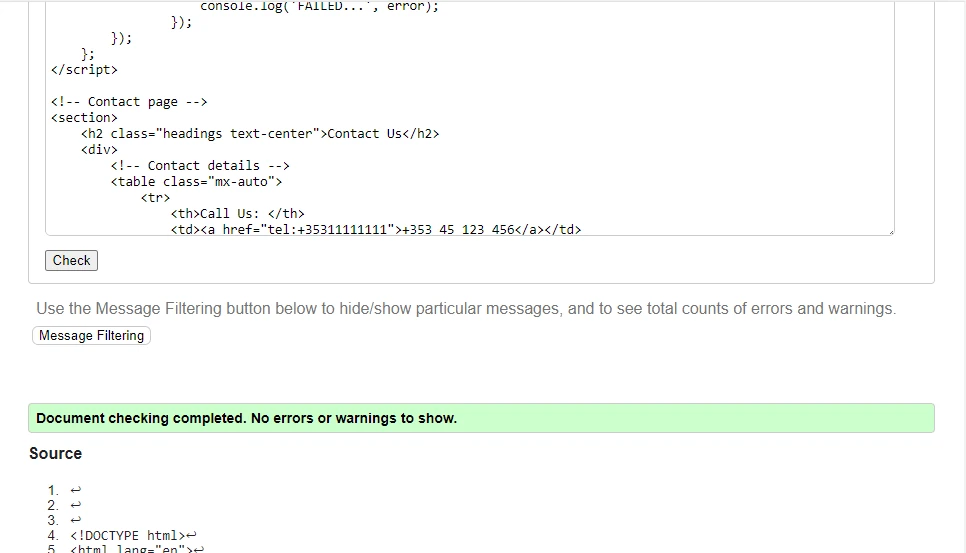 console.log('FAILED...', error);
});
});
};
</script>
<!-- Contact page -->
<section>
<h2 class="headings text-center">Contact Us</h2>
<div>
<!-- Contact details -->
<table class="mx-auto">
<tr>
<th>Call Us: </th>
<td><a href="tel:+35311111111">+353 45 123 456</a></td>
Check
Use the Message Filtering button below to hide/show particular messages, and to see total counts of errors and warnings.
Message Filtering
Document checking completed. No errors or warnings to show.
Source
1. ↩
2. ↩
3. ↩
4. <!DOCTYPE html>↩
5. <html lang="en">↩